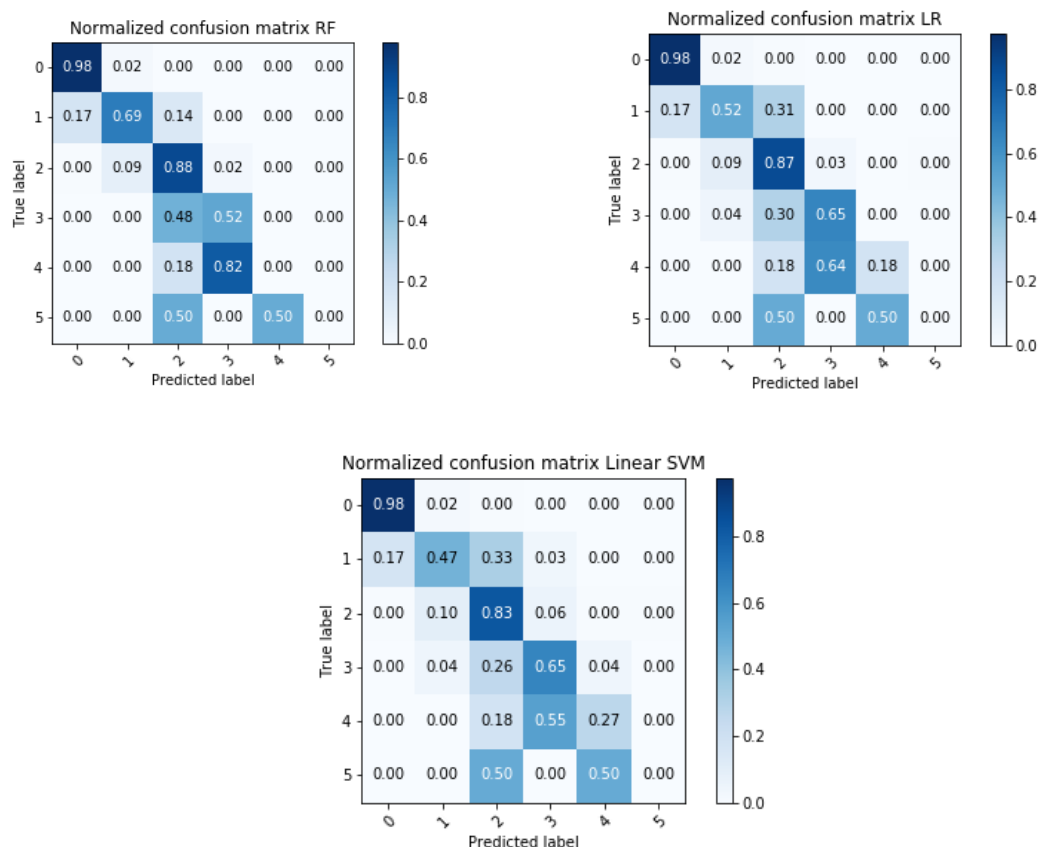 Normalized confusion matrix RF
0 0.98 0.02 0.00 0.00 0.00 0.00
1 0.17 0.69 0.14 0.00 0.00 0.00
2 0.00 0.09 0.88 0.02 0.00 0.00
3 0.00 0.00 0.48 0.52 0.00 0.00
4 0.00 0.00 0.18 0.82 0.00 0.00
5 0.00 0.00 0.50 0.00 0.50 0.00
0 1 2 3 4 5
True label
Predicted label
0.8
0.6
0.4
0.2
0.0
Normalized confusion matrix LR
0 0.98 0.02 0.00 0.00 0.00 0.00
1 0.17 0.52 0.31 0.00 0.00 0.00
2 0.00 0.09 0.87 0.03 0.00 0.00
3 0.00 0.04 0.30 0.65 0.00 0.00
4 0.00 0.00 0.18 0.64 0.18 0.00
5 0.00 0.00 0.50 0.00 0.50 0.00
0 1 2 3 4 5
True label
Predicted label
0.8
0.6
0.4
0.2
0.0
Normalized confusion matrix Linear SVM
0 0.98 0.02 0.00 0.00 0.00 0.00
1 0.17 0.47 0.33 0.03 0.00 0.00
2 0.00 0.10 0.83 0.06 0.00 0.00
3 0.00 0.04 0.26 0.65 0.04 0.00
4 0.00 0.00 0.18 0.55 0.27 0.00
5 0.00 0.00 0.50 0.00 0.50 0.00
0 1 2 3 4 5
True label
Predicted label
0.8
0.6
0.4
0.2
0.0